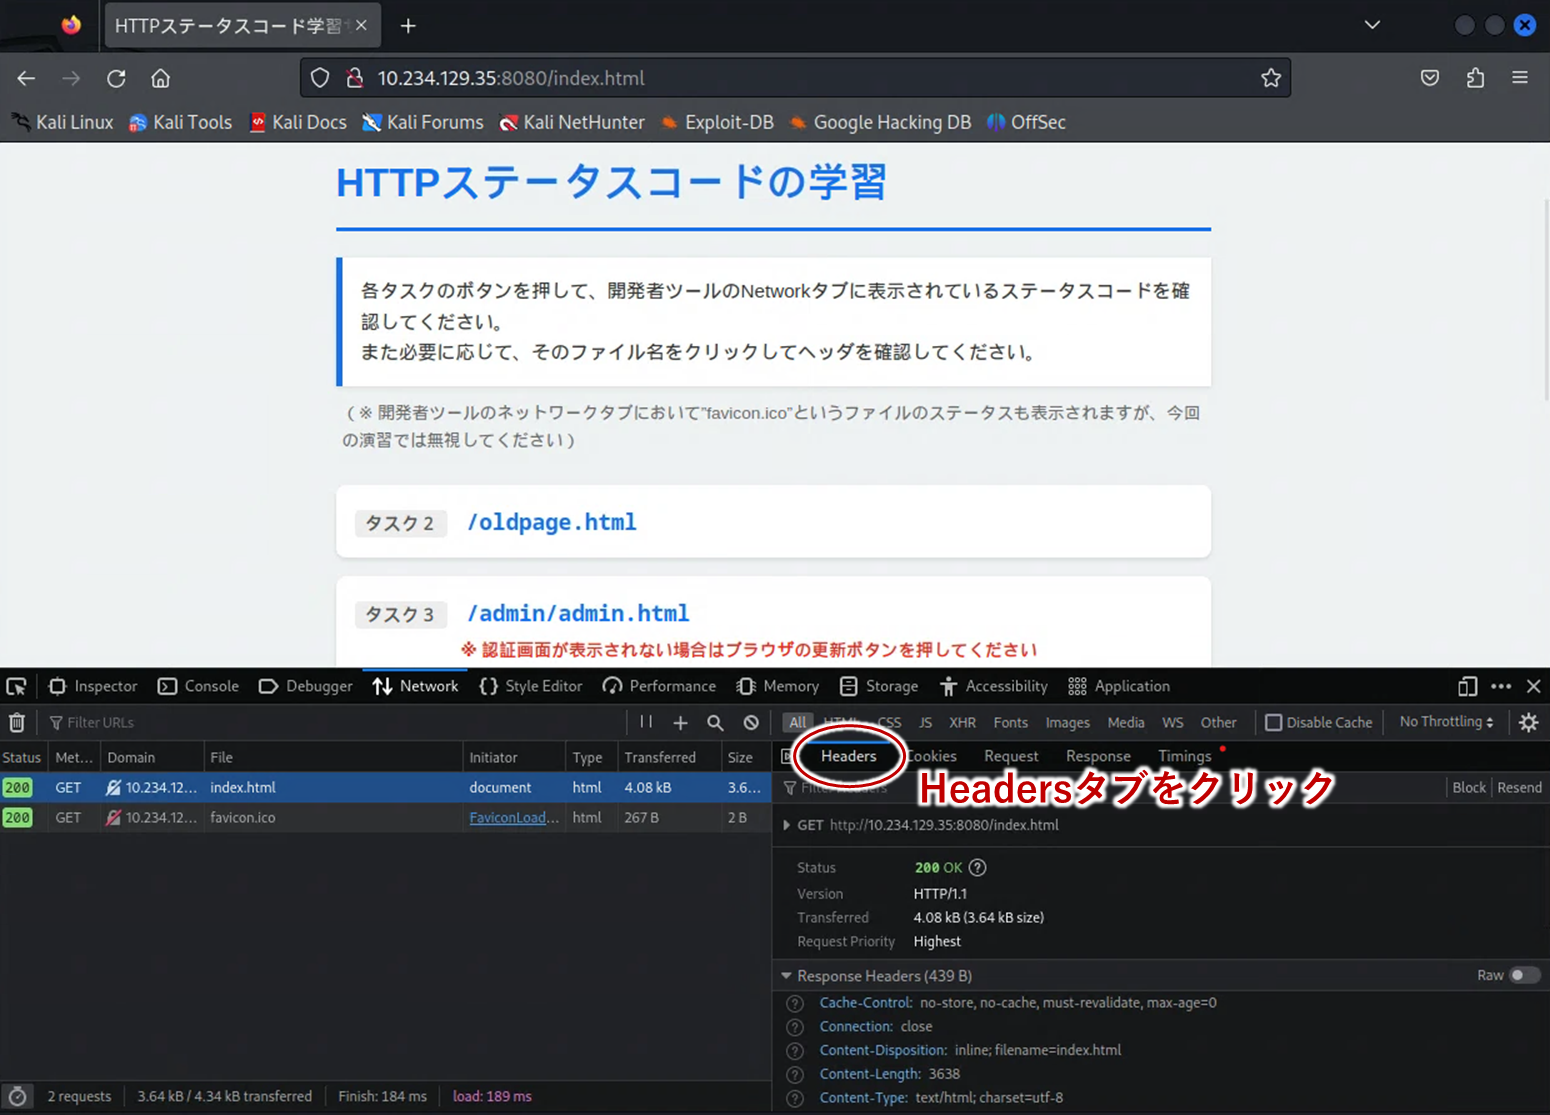 HTTPステータスコード学習
10.234.129.35:8080/index.html
Kali Linux Kali Tools Kali Docs Kali Forums Kali NetHunter Exploit-DB Google Hacking DB OffSec
HTTPステータスコードの学習
各タスクのボタンを押して、開発者ツールのNetworkタブに表示されているステータスコードを確
認してください。
また必要に応じて、そのファイル名をクリックしてヘッダを確認してください。
（※ 開発者ツールのネットワークタブにおいて”favicon.ico”というファイルのステータスも表示されますが、今回
の演習では無視してください）
タスク 2 /oldpage.html
タスク 3 /admin/admin.html
※ 認証画面が表示されない場合はブラウザの更新ボタンを押してください
Inspector Console Debugger Network Style Editor Performance Memory Storage Accessibility Application
Filter URLs All HTML CSS JS XHR Fonts Images Media WS Other Disable Cache No Throttling
Status Met... Domain File Initiator Type Transferred Size
200 GET 10.234.12... index.html document html 4.08 kB 3.6...
200 GET 10.234.12... favicon.ico FaviconLoad... html 267 B 2 B
2 requests 3.64 kB / 4.34 kB transferred Finish: 184 ms load: 189 ms
Headers Cookies Request Response Timings
Headersタブをクリック
Filter Headers Block Resend
GET http://10.234.129.35:8080/index.html
Status 200 OK
Version HTTP/1.1
Transferred 4.08 kB (3.64 kB size)
Request Priority Highest
Response Headers (439 B) Raw
Cache-Control: no-store, no-cache, must-revalidate, max-age=0
Connection: close
Content-Disposition: inline; filename=index.html
Content-Length: 3638
Content-Type: text/html; charset=utf-8